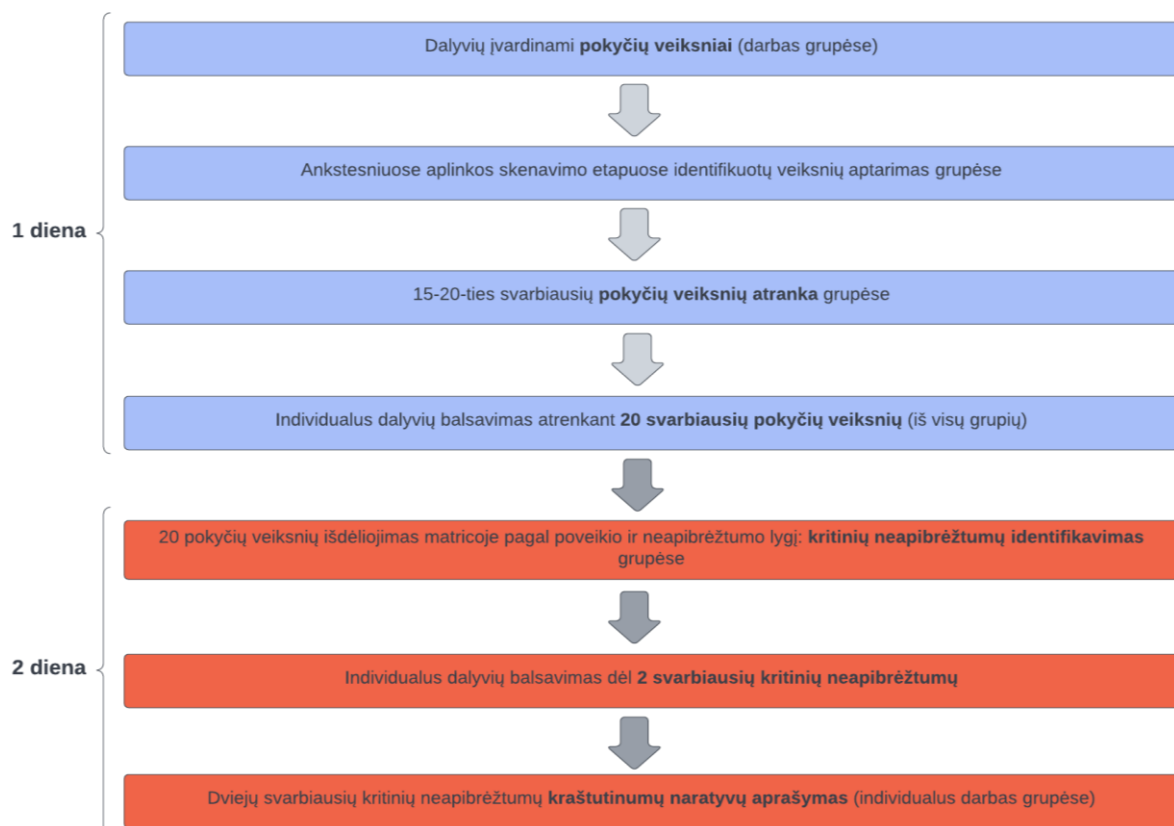 Dalyvių įvardinami pokyčių veiksniai (darbas grupėse)
Ankstesniuose aplinkos skenavimo etapuose identifikuotų veiksnių aptarimas grupėse
1 diena
15-20-ties svarbiausių pokyčių veiksnių atranka grupėse
Individualus dalyvių balsavimas atrenkant 20 svarbiausių pokyčių veiksnių (iš visų grupių)
20 pokyčių veiksnių išdėliojimas matricoje pagal poveikio ir neapibrėžtumo lygį: kritinių neapibrėžtumų identifikavimas
grupėse
2 diena
Individualus dalyvių balsavimas dėl 2 svarbiausių kritinių neapibrėžtumų
Dviejų svarbiausių kritinių neapibrėžtumų kraštutinumų naratyvų aprašymas (individualus darbas grupėse)